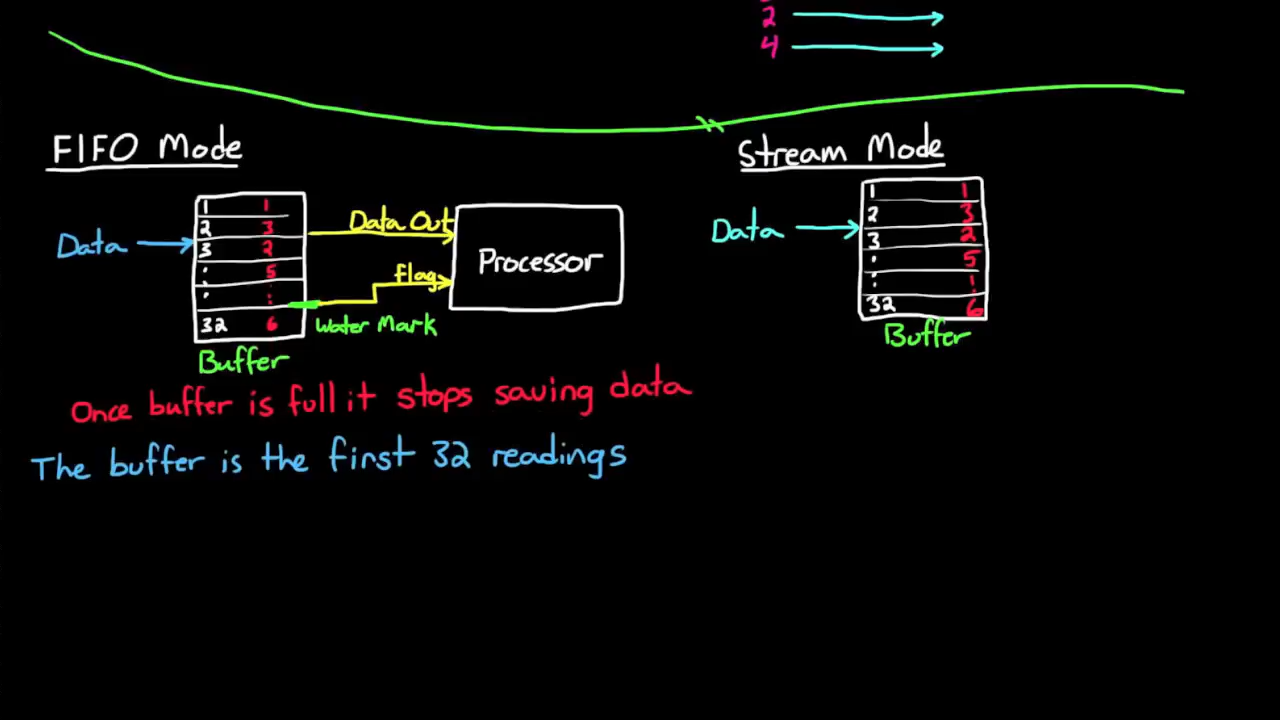 2
4
FIFO Mode
Stream Mode
1 1
2 3
3 2
: 5
. :
32 6
Data
Data Out
flag
Processor
Water Mark
Buffer
Once buffer is full it stops saving data
The buffer is the first 32 readings
Data
1 1
2 3
3 2
. 5
: :
32 6
Buffer